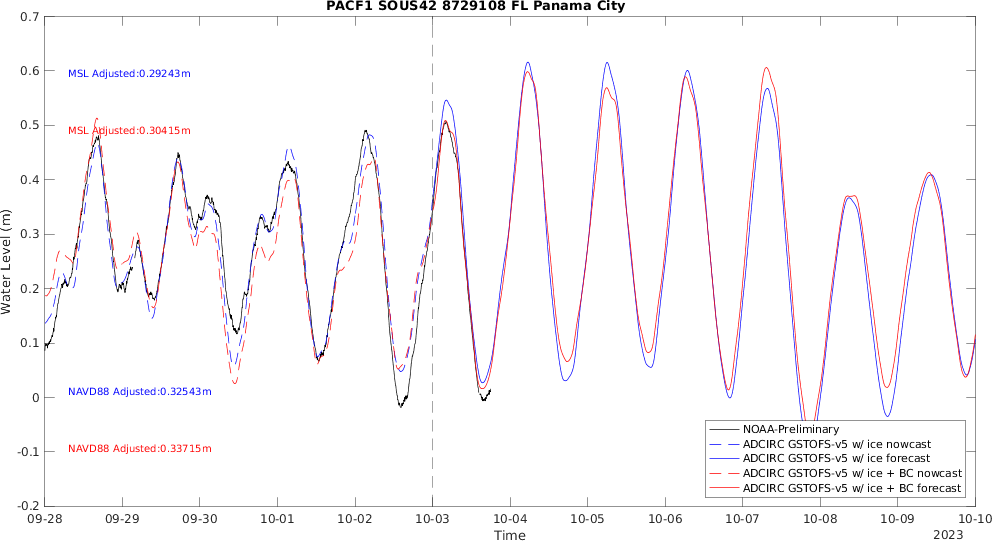 PACF1 SOUS42 8729108 FL Panama City
0.7
0.6
0.5
0.4
0.3
0.2
0.1
0
-0.1
-0.2
Water Level (m)
MSL Adjusted:0.29243m
MSL Adjusted:0.30415m
NAVD88 Adjusted:0.32543m
NAVD88 Adjusted:0.33715m
NOAA-Preliminary
ADCIRC GSTOFS-v5 w/ ice nowcast
ADCIRC GSTOFS-v5 w/ ice forecast
ADCIRC GSTOFS-v5 w/ ice + BC nowcast
ADCIRC GSTOFS-v5 w/ ice + BC forecast
09-28 09-29 09-30 10-01 10-02 10-03 10-04 10-05 10-06 10-07 10-08 10-09 10-10
Time
2023